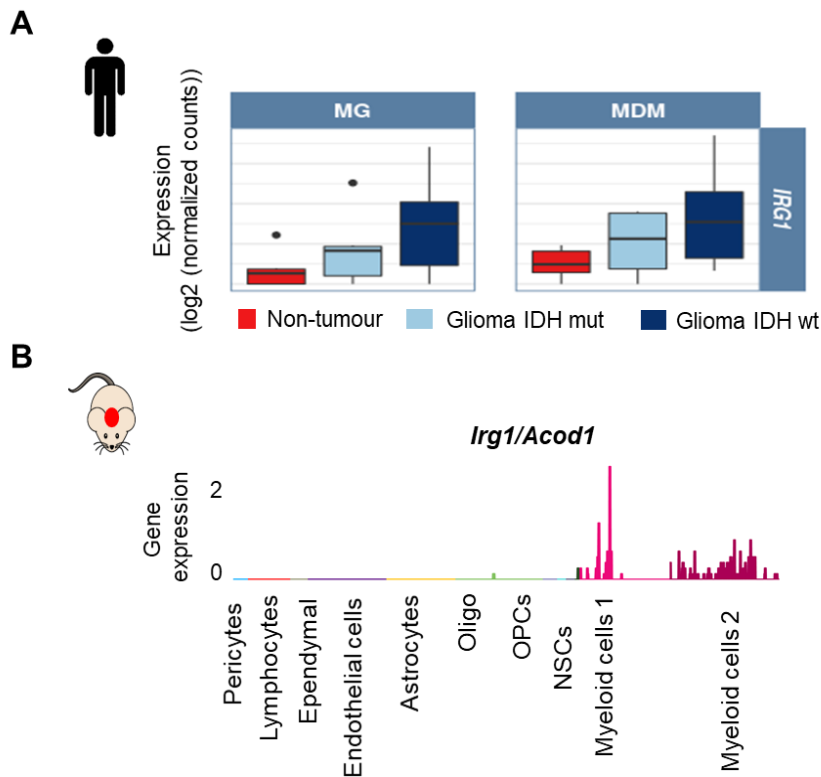 A
MG
MDM
Expression
(log2 (normalized counts))
IRG1
Non-tumour
Glioma IDH mut
Glioma IDH wt
B
Irg1/Acod1
Gene
expression
2
0
Pericytes
Lymphocytes
Ependymal
Endothelial cells
Astrocytes
Oligo
OPCs
NSCs
Myeloid cells 1
Myeloid cells 2